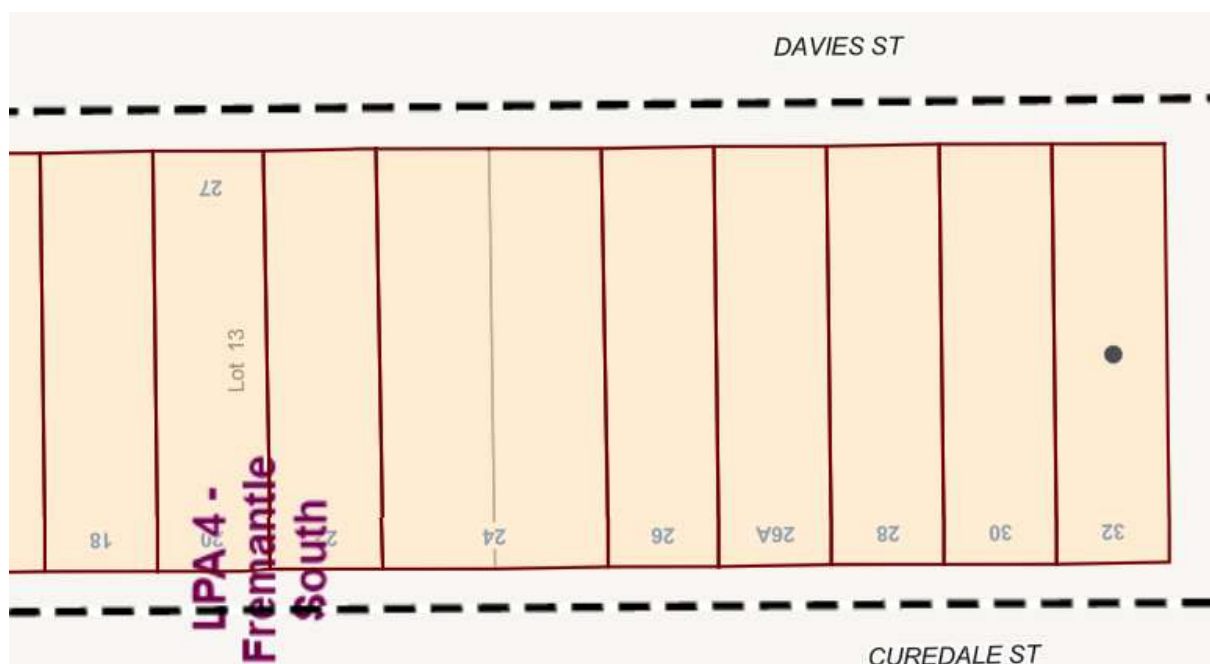 DAVIES ST
27
Lot 13
LPA 4 -
Fremantle
South
18
24
26
26A
28
30
32
CUREDALE ST